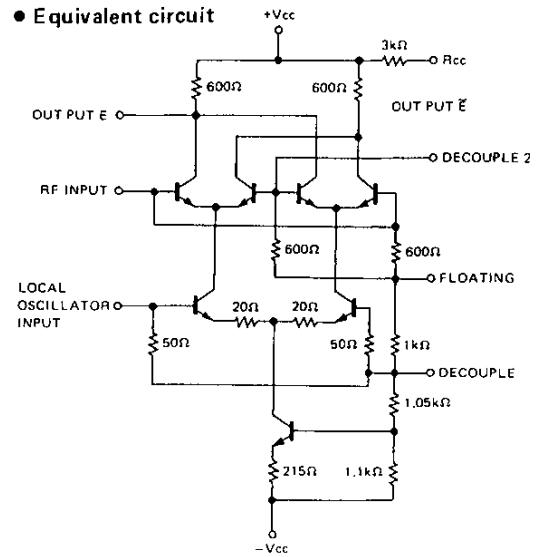 ● Equivalent circuit
+Vcc
3kΩ
Rcc
600Ω
600Ω
OUT PUT E
OUT PUT Ē
DECOUPLE 2
RF INPUT
600Ω
600Ω
FLOATING
LOCAL
OSCILLATOR
INPUT
20Ω
20Ω
50Ω
50Ω
1kΩ
DECOUPLE
1.05kΩ
215Ω
1.1kΩ
−Vcc